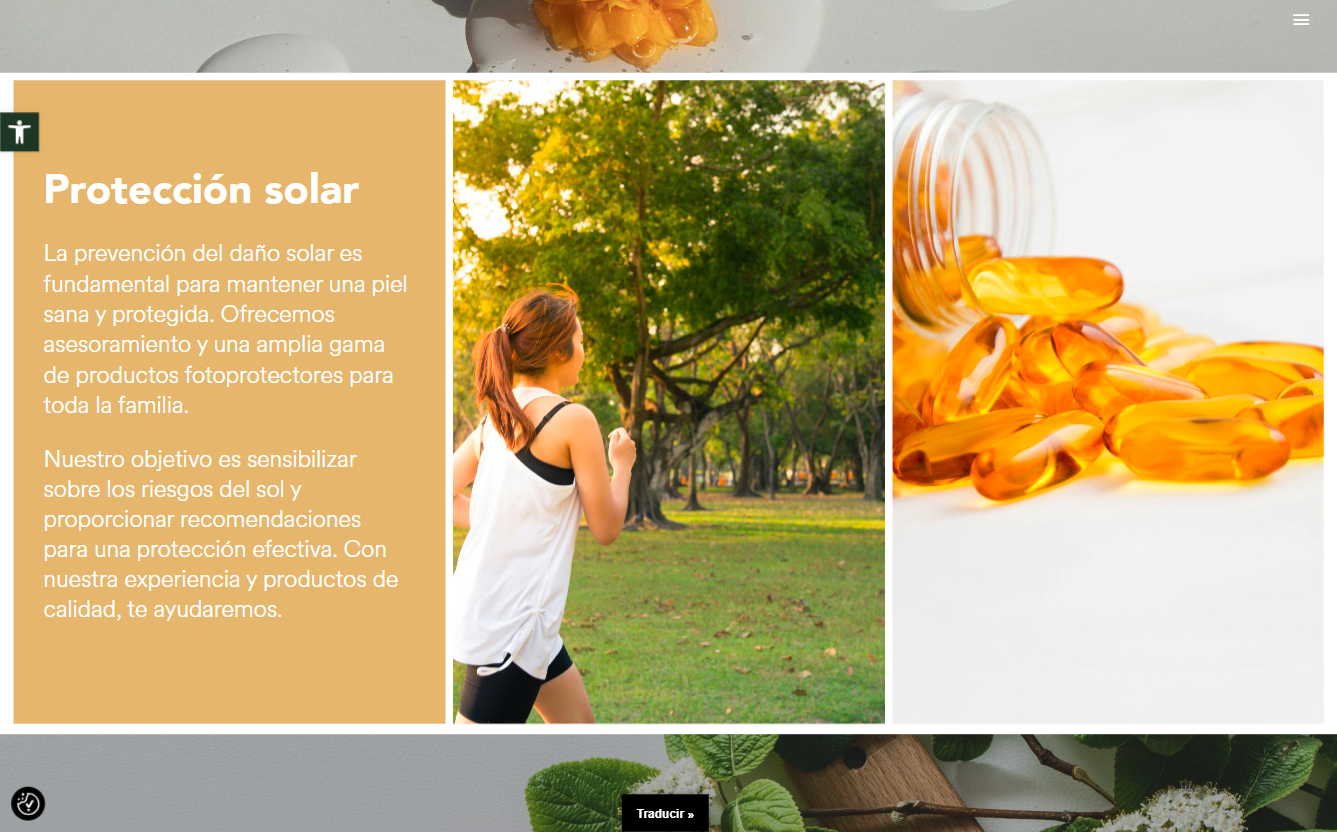 Protección solar
La prevención del daño solar es
fundamental para mantener una piel
sana y protegida. Ofrecemos
asesoramiento y una amplia gama
de productos fotoprotectores para
toda la familia.
Nuestro objetivo es sensibilizar
sobre los riesgos del sol y
proporcionar recomendaciones
para una protección efectiva. Con
nuestra experiencia y productos de
calidad, te ayudaremos.
Traducir »